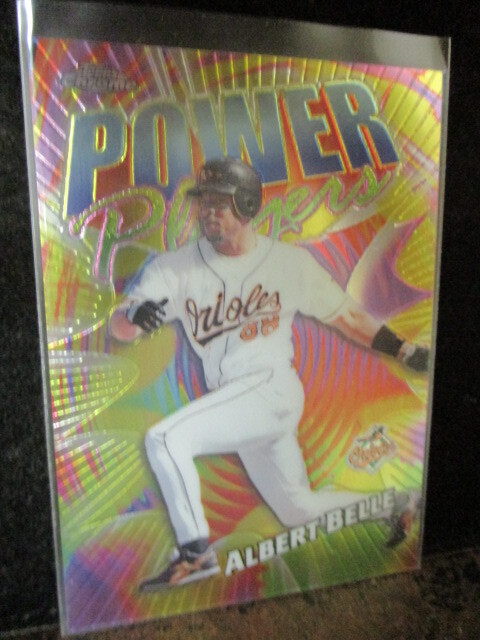 Topps
Chrome
POWER
Players
Orioles
88
ALBERT BELLE